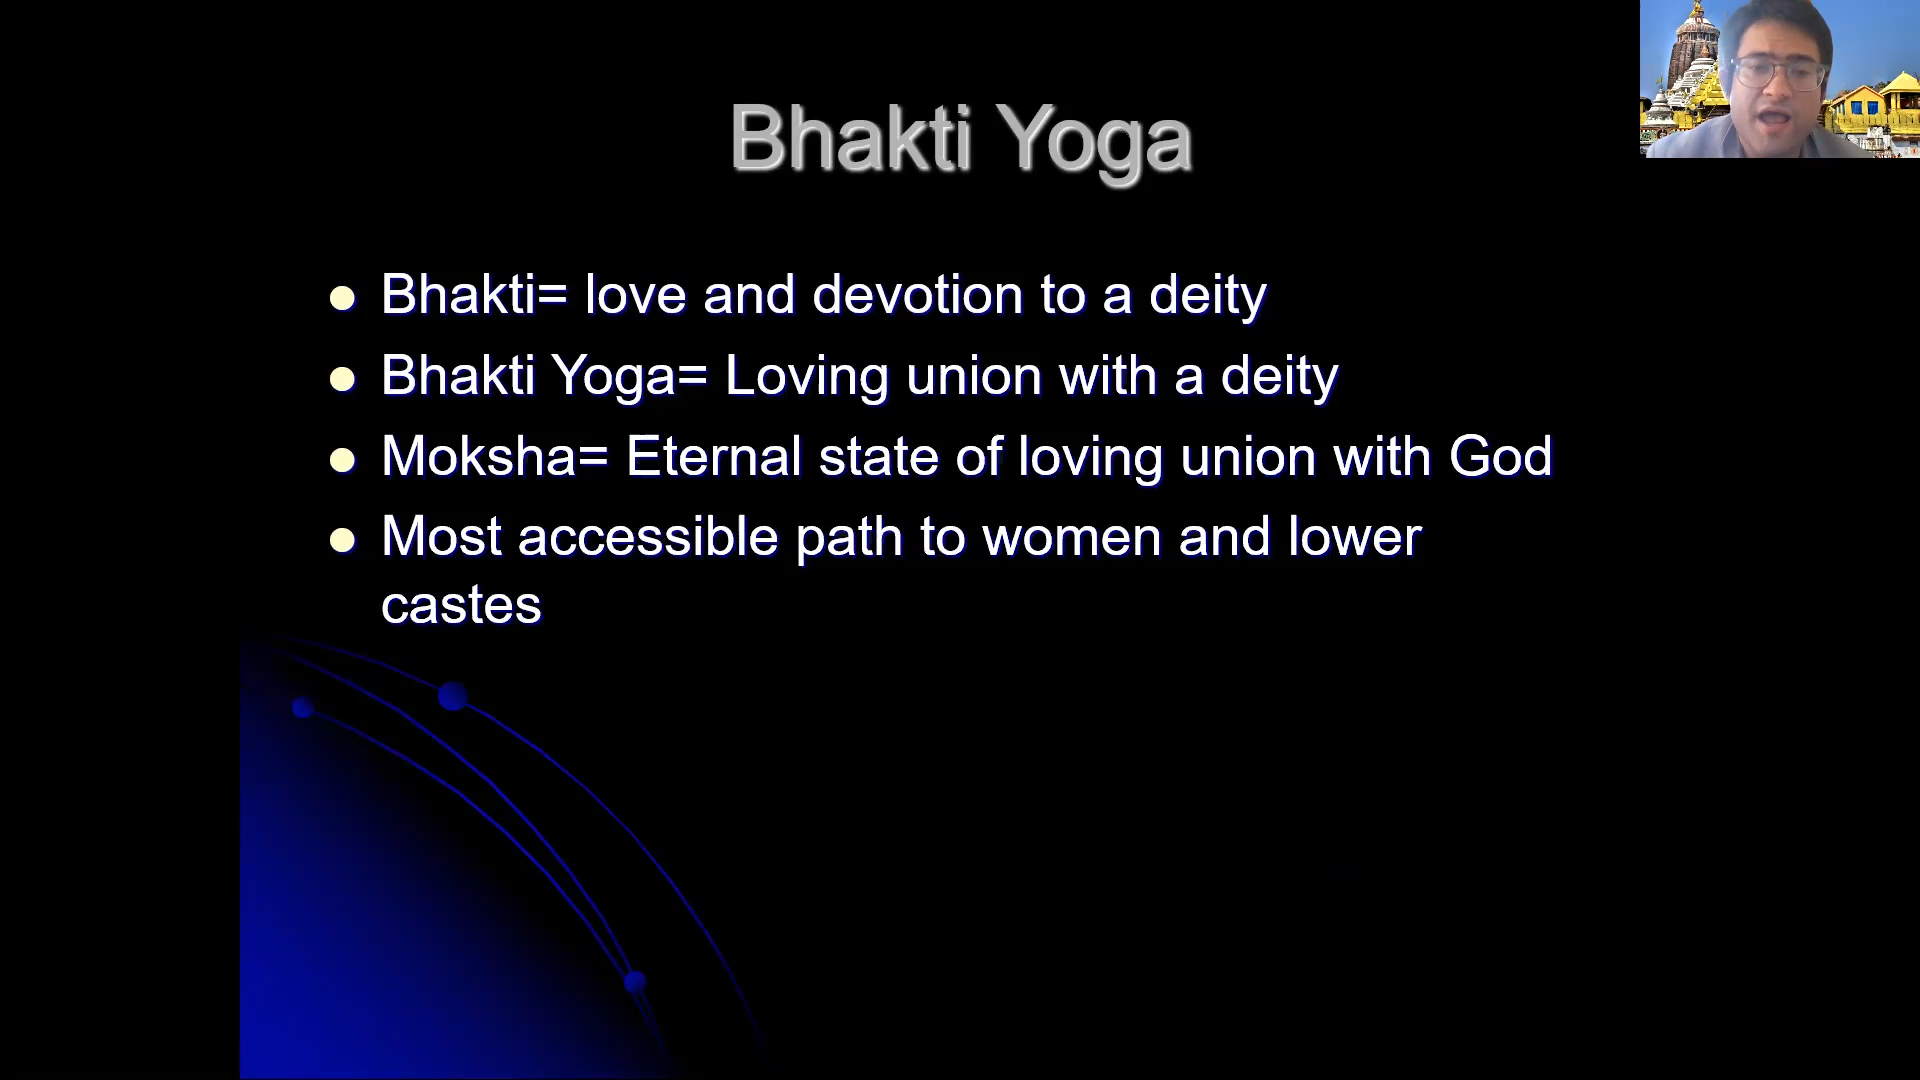 Bhakti Yoga
Bhakti= love and devotion to a deity
Bhakti Yoga= Loving union with a deity
Moksha= Eternal state of loving union with God
Most accessible path to women and lower
castes